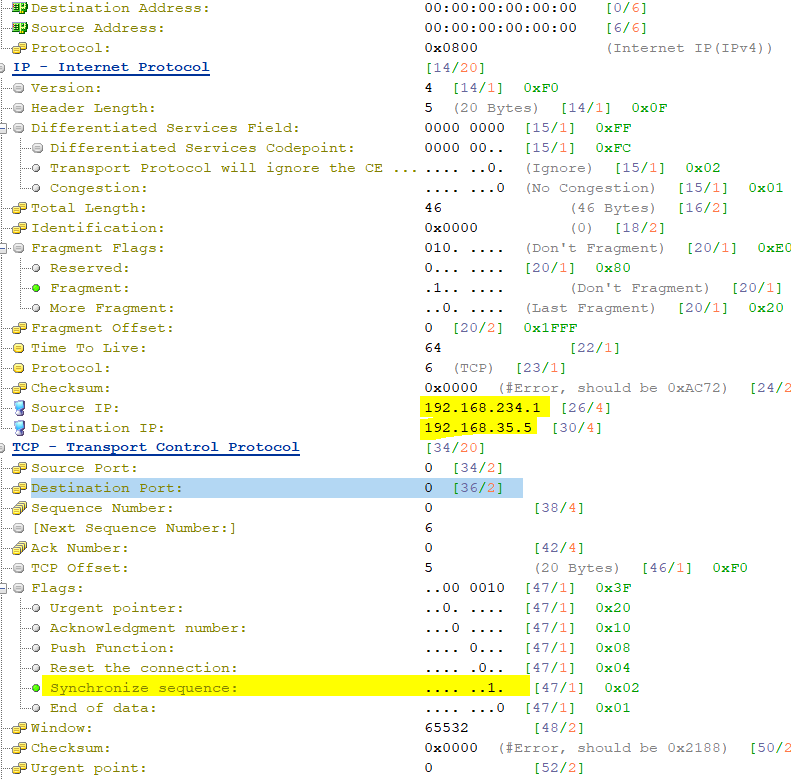 Destination Address: 00:00:00:00:00:00 [0/6]
Source Address: 00:00:00:00:00:00 [6/6]
Protocol: 0x0800 (Internet IP(IPv4))
IP - Internet Protocol [14/20]
Version: 4 [14/1] 0xF0
Header Length: 5 (20 Bytes) [14/1] 0x0F
Differentiated Services Field: 0000 0000 [15/1] 0xFF
Differentiated Services Codepoint: 0000 00.. [15/1] 0xFC
Transport Protocol will ignore the CE ... .... ..0. (Ignore) [15/1] 0x02
Congestion: .... ...0 (No Congestion) [15/1] 0x01
Total Length: 46 (46 Bytes) [16/2]
Identification: 0x0000 (0) [18/2]
Fragment Flags: 010. .... (Don't Fragment) [20/1] 0xE0
Reserved: 0... .... [20/1] 0x80
Fragment: .1.. .... (Don't Fragment) [20/1]
More Fragment: ..0. .... (Last Fragment) [20/1] 0x20
Fragment Offset: 0 [20/2] 0x1FFF
Time To Live: 64 [22/1]
Protocol: 6 (TCP) [23/1]
Checksum: 0x0000 (#Error, should be 0xAC72) [24/2
Source IP: 192.168.234.1 [26/4]
Destination IP: 192.168.35.5 [30/4]
TCP - Transport Control Protocol [34/20]
Source Port: 0 [34/2]
Destination Port: 0 [36/2]
Sequence Number: 0 [38/4]
[Next Sequence Number:] 6
Ack Number: 0 [42/4]
TCP Offset: 5 (20 Bytes) [46/1] 0xF0
Flags: ..00 0010 [47/1] 0x3F
Urgent pointer: ..0. .... [47/1] 0x20
Acknowledgment number: ...0 .... [47/1] 0x10
Push Function: .... 0... [47/1] 0x08
Reset the connection: .... .0.. [47/1] 0x04
Synchronize sequence: .... ..1. [47/1] 0x02
End of data: .... ...0 [47/1] 0x01
Window: 65532 [48/2]
Checksum: 0x0000 (#Error, should be 0x2188) [50/2
Urgent point: 0 [52/2]